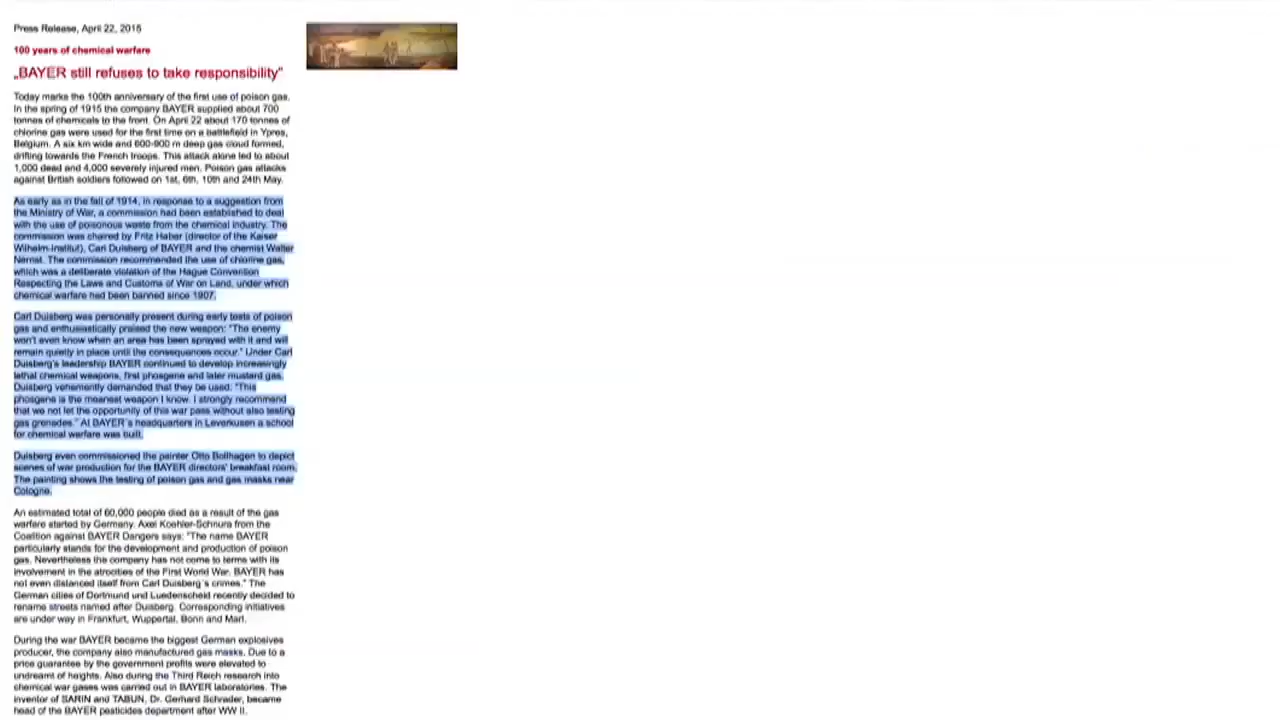 Press Release, April 22, 2015
100 years of chemical warfare
„BAYER still refuses to take responsibility"
Today marks the 100th anniversary of the first use of poison gas.
In the spring of 1915 the company BAYER supplied about 700
tonnes of chemicals to the front. On April 22 about 170 tonnes of
chlorine gas were used for the first time on a battlefield in Ypres,
Belgium. A six km wide and 600-900 m deep gas cloud formed,
drifting towards the French troops. This attack alone led to about
1,000 dead and 4,000 severely injured men. Poison gas attacks
against British soldiers followed on 1st, 6th, 10th and 24th May.
As early as in the fall of 1914, in response to a suggestion from
the Ministry of War, a commission had been established to deal
with the use of poisonous waste from the chemical industry. The
commission was chaired by Fritz Haber (director of the Kaiser
Wilhelm-Institut), Carl Duisberg of BAYER and the chemist Walter
Nernst. The commission recommended the use of chlorine gas,
which was a deliberate violation of the Hague Convention
Respecting the Laws and Customs of War on Land, under which
chemical warfare had been banned since 1907.
Carl Duisberg was personally present during early tests of poison
gas and enthusiastically praised the new weapon: "The enemy
won't even know when an area has been sprayed with it and will
remain quietly in place until the consequences occur." Under Carl
Duisberg's leadership BAYER continued to develop increasingly
lethal chemical weapons, first phosgene and later mustard gas.
Duisberg vehemently demanded that they be used: "This
phosgene is the meanest weapon I know. I strongly recommend
that we not let the opportunity of this war pass without also testing
gas grenades." At BAYER´s headquarters in Leverkusen a school
for chemical warfare was built.
Duisberg even commissioned the painter Otto Bollhagen to depict
scenes of war production for the BAYER directors' breakfast room.
The painting shows the testing of poison gas and gas masks near
Cologne.
An estimated total of 60,000 people died as a result of the gas
warfare started by Germany. Axel Koehler-Schnura from the
Coalition against BAYER Dangers says: "The name BAYER
particularly stands for the development and production of poison
gas. Nevertheless the company has not come to terms with its
involvement in the atrocities of the First World War. BAYER has
not even distanced itself from Carl Duisberg´s crimes." The
German cities of Dortmund und Luedenscheid recently decided to
rename streets named after Duisberg. Corresponding initiatives
are under way in Frankfurt, Wuppertal, Bonn and Marl.
During the war BAYER became the biggest German explosives
producer, the company also manufactured gas masks. Due to a
price guarantee by the government profits were elevated to
undreamt of heights. Also during the Third Reich research into
chemical war gases was carried out in BAYER laboratories. The
inventor of SARIN and TABUN, Dr. Gerhard Schrader, became
head of the BAYER pesticides department after WW II.